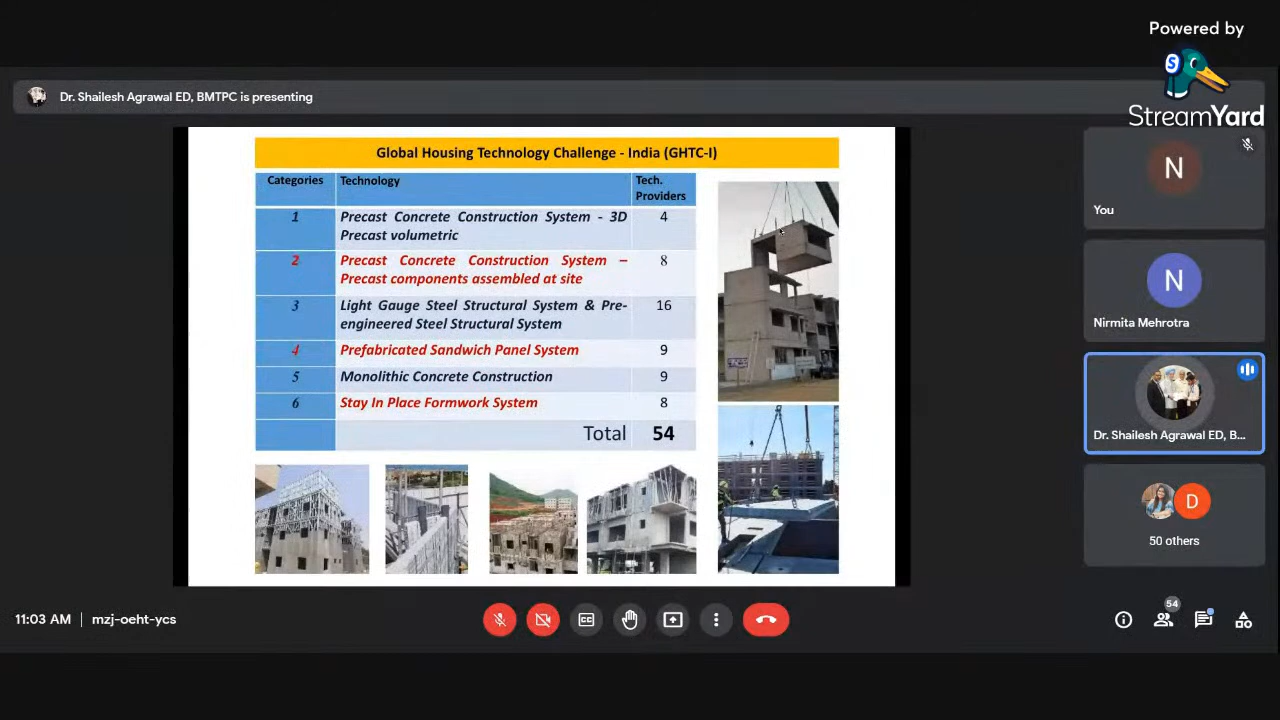 Powered by
S
StreamYard
Dr. Shailesh Agrawal ED, BMTPC is presenting
Global Housing Technology Challenge - India (GHTC-I)
Categories Technology Tech.
Providers
1 Precast Concrete Construction System - 3D 4
Precast volumetric
2 Precast Concrete Construction System – 8
Precast components assembled at site
3 Light Gauge Steel Structural System & Pre- 16
engineered Steel Structural System
4 Prefabricated Sandwich Panel System 9
5 Monolithic Concrete Construction 9
6 Stay In Place Formwork System 8
Total 54
N
You
N
Nirmita Mehrotra
Dr. Shailesh Agrawal ED, B...
D
50 others
11:03 AM | mzj-oeht-ycs
CC
54